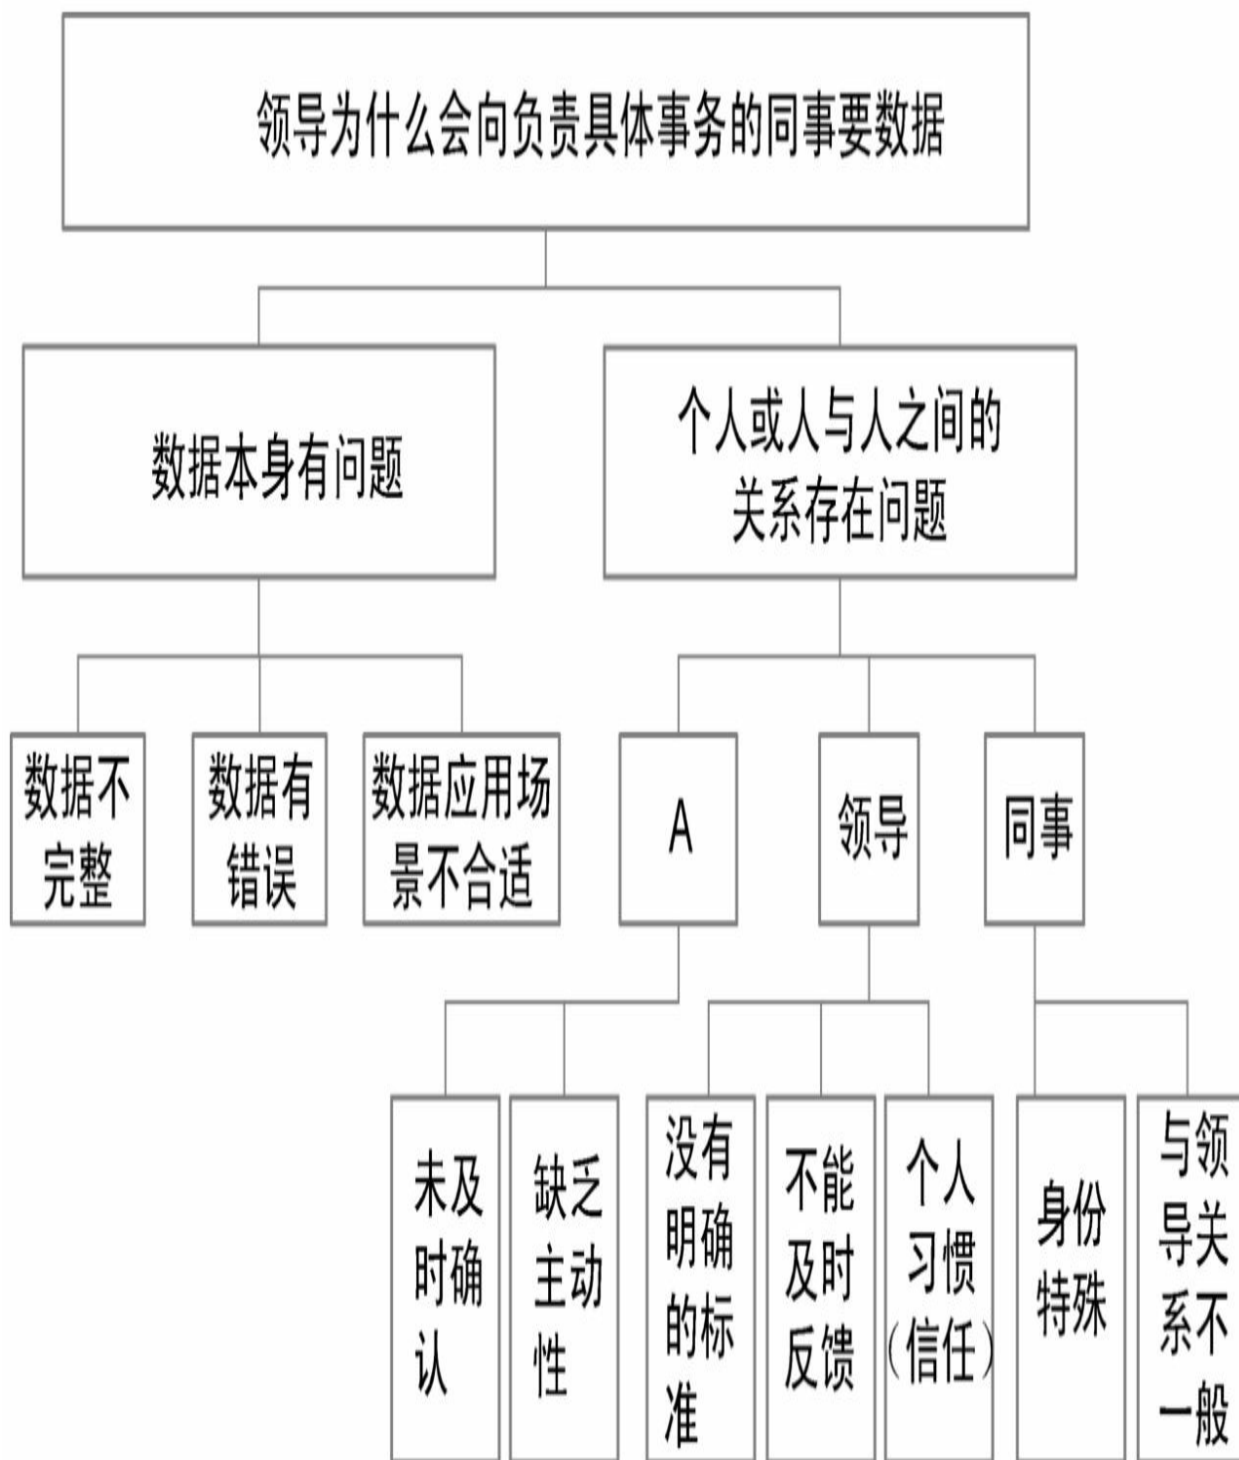 领导为什么会向负责具体事务的同事要数据
数据本身有问题
个人或人与人之间的
关系存在问题
数据不
完整
数据有
错误
数据应用场
景不合适
A
领导
同事
未及
时确
认
缺乏
主动
性
没有
明确
的标
准
不能
及时
反馈
个人
习惯
（信任）
身份
特殊
与领
导关
系不
一般